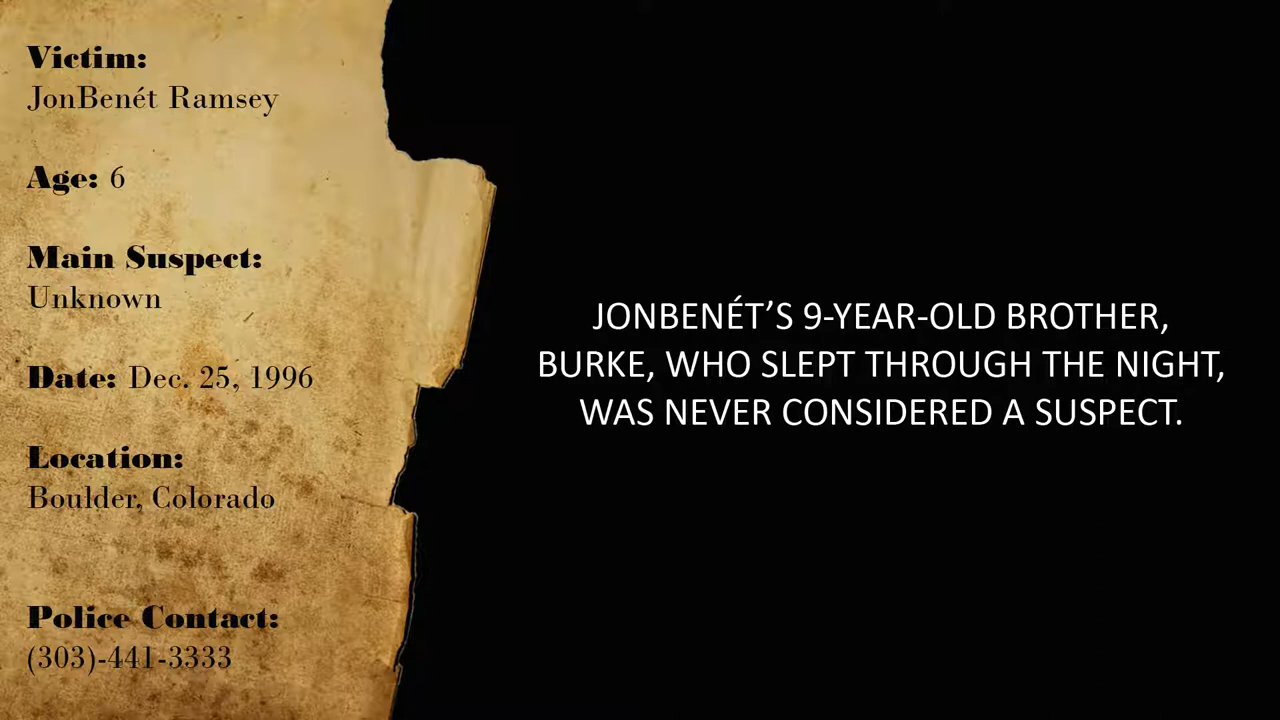 Victim:
JonBenét Ramsey
Age: 6
Main Suspect:
Unknown
Date: Dec. 25, 1996
Location:
Boulder, Colorado
Police Contact:
(303)-441-3333
JONBENÉT’S 9-YEAR-OLD BROTHER,
BURKE, WHO SLEPT THROUGH THE NIGHT,
WAS NEVER CONSIDERED A SUSPECT.